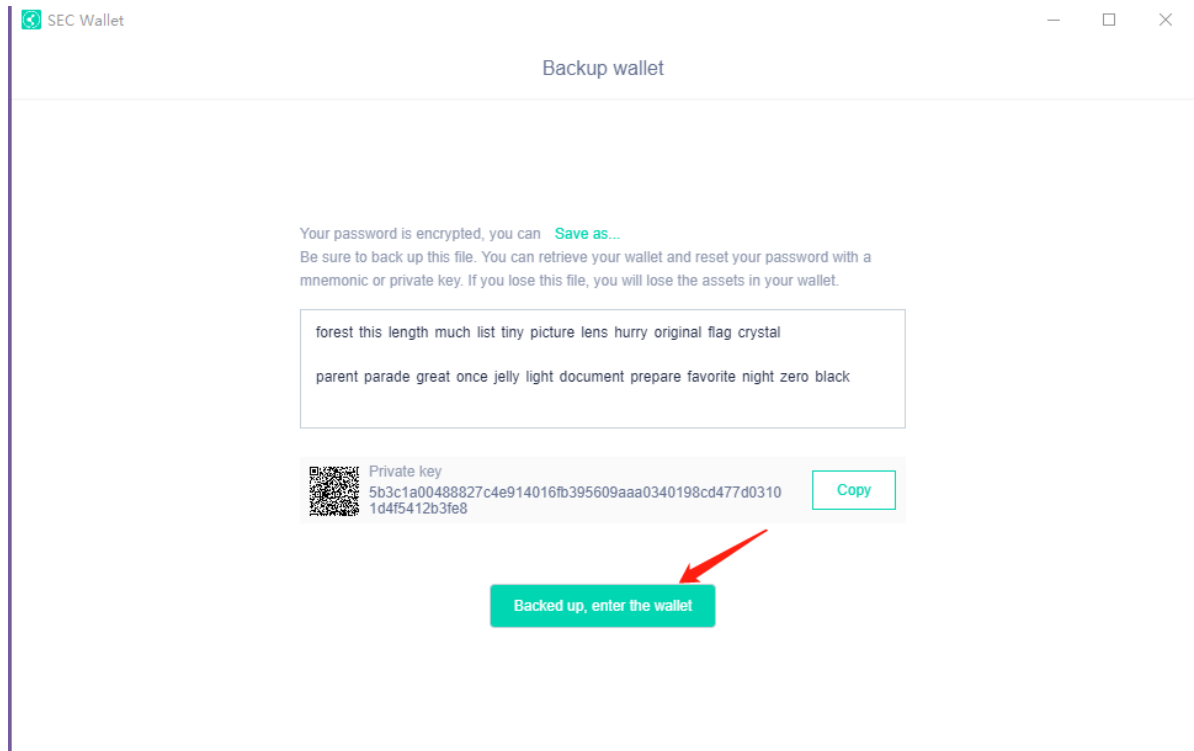 SEC Wallet
Backup wallet
Your password is encrypted, you can Save as...
Be sure to back up this file. You can retrieve your wallet and reset your password with a
mnemonic or private key. If you lose this file, you will lose the assets in your wallet.
forest this length much list tiny picture lens hurry original flag crystal
parent parade great once jelly light document prepare favorite night zero black
Private key
5b3c1a00488827c4e914016fb395609aaa0340198cd477d0310
1d4f5412b3fe8
Copy
Backed up, enter the wallet